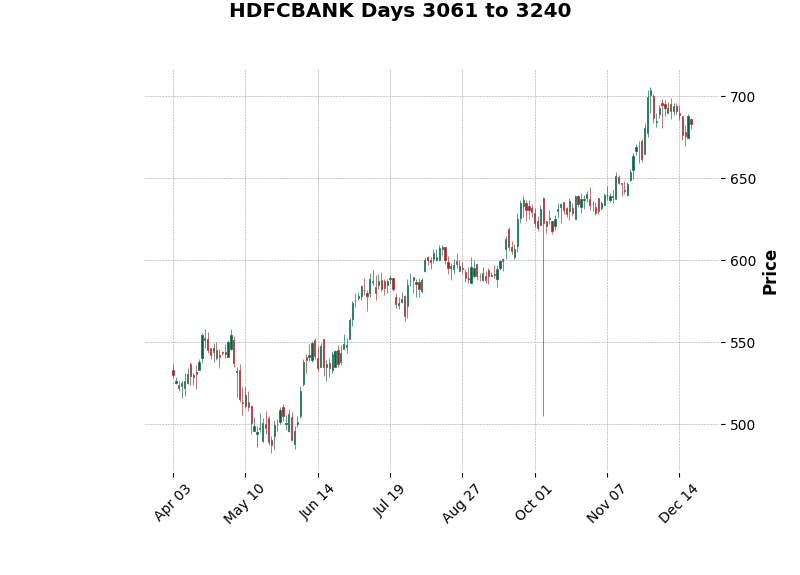 HDFCBANK Days 3061 to 3240
700
650
600
550
500
Price
Apr 03
May 10
Jun 14
Jul 19
Aug 27
Oct 01
Nov 07
Dec 14